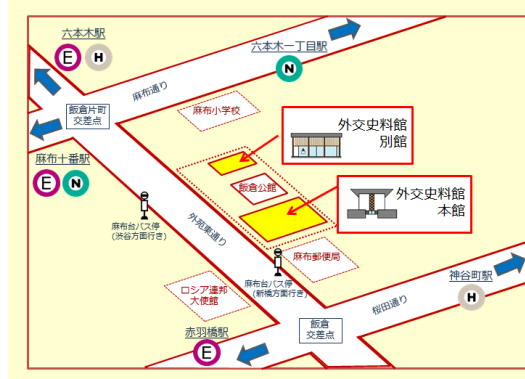 六本木駅
E H
六本木一丁目駅
N
麻布通り
飯倉片町
交差点
麻布小学校
外交史料館
別館
麻布十番駅
E N
飯倉公館
外交史料館
本館
外苑東通り
麻布台バス停
(渋谷方面行き)
麻布郵便局
麻布台バス停
(新橋方面行き)
神谷町駅
H
ロシア連邦
大使館
桜田通り
飯倉
交差点
赤羽橋駅
E